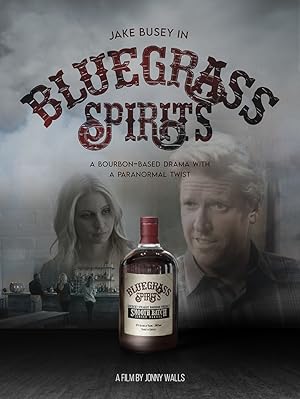 JAKE BUSEY IN
BLUEGRASS
SPIRITS
A BOURBON-BASED DRAMA WITH
A PARANORMAL TWIST
BLUEGRASS
SPIRITS
SMOOTH BATCH
A FILM BY JONNY WALLS